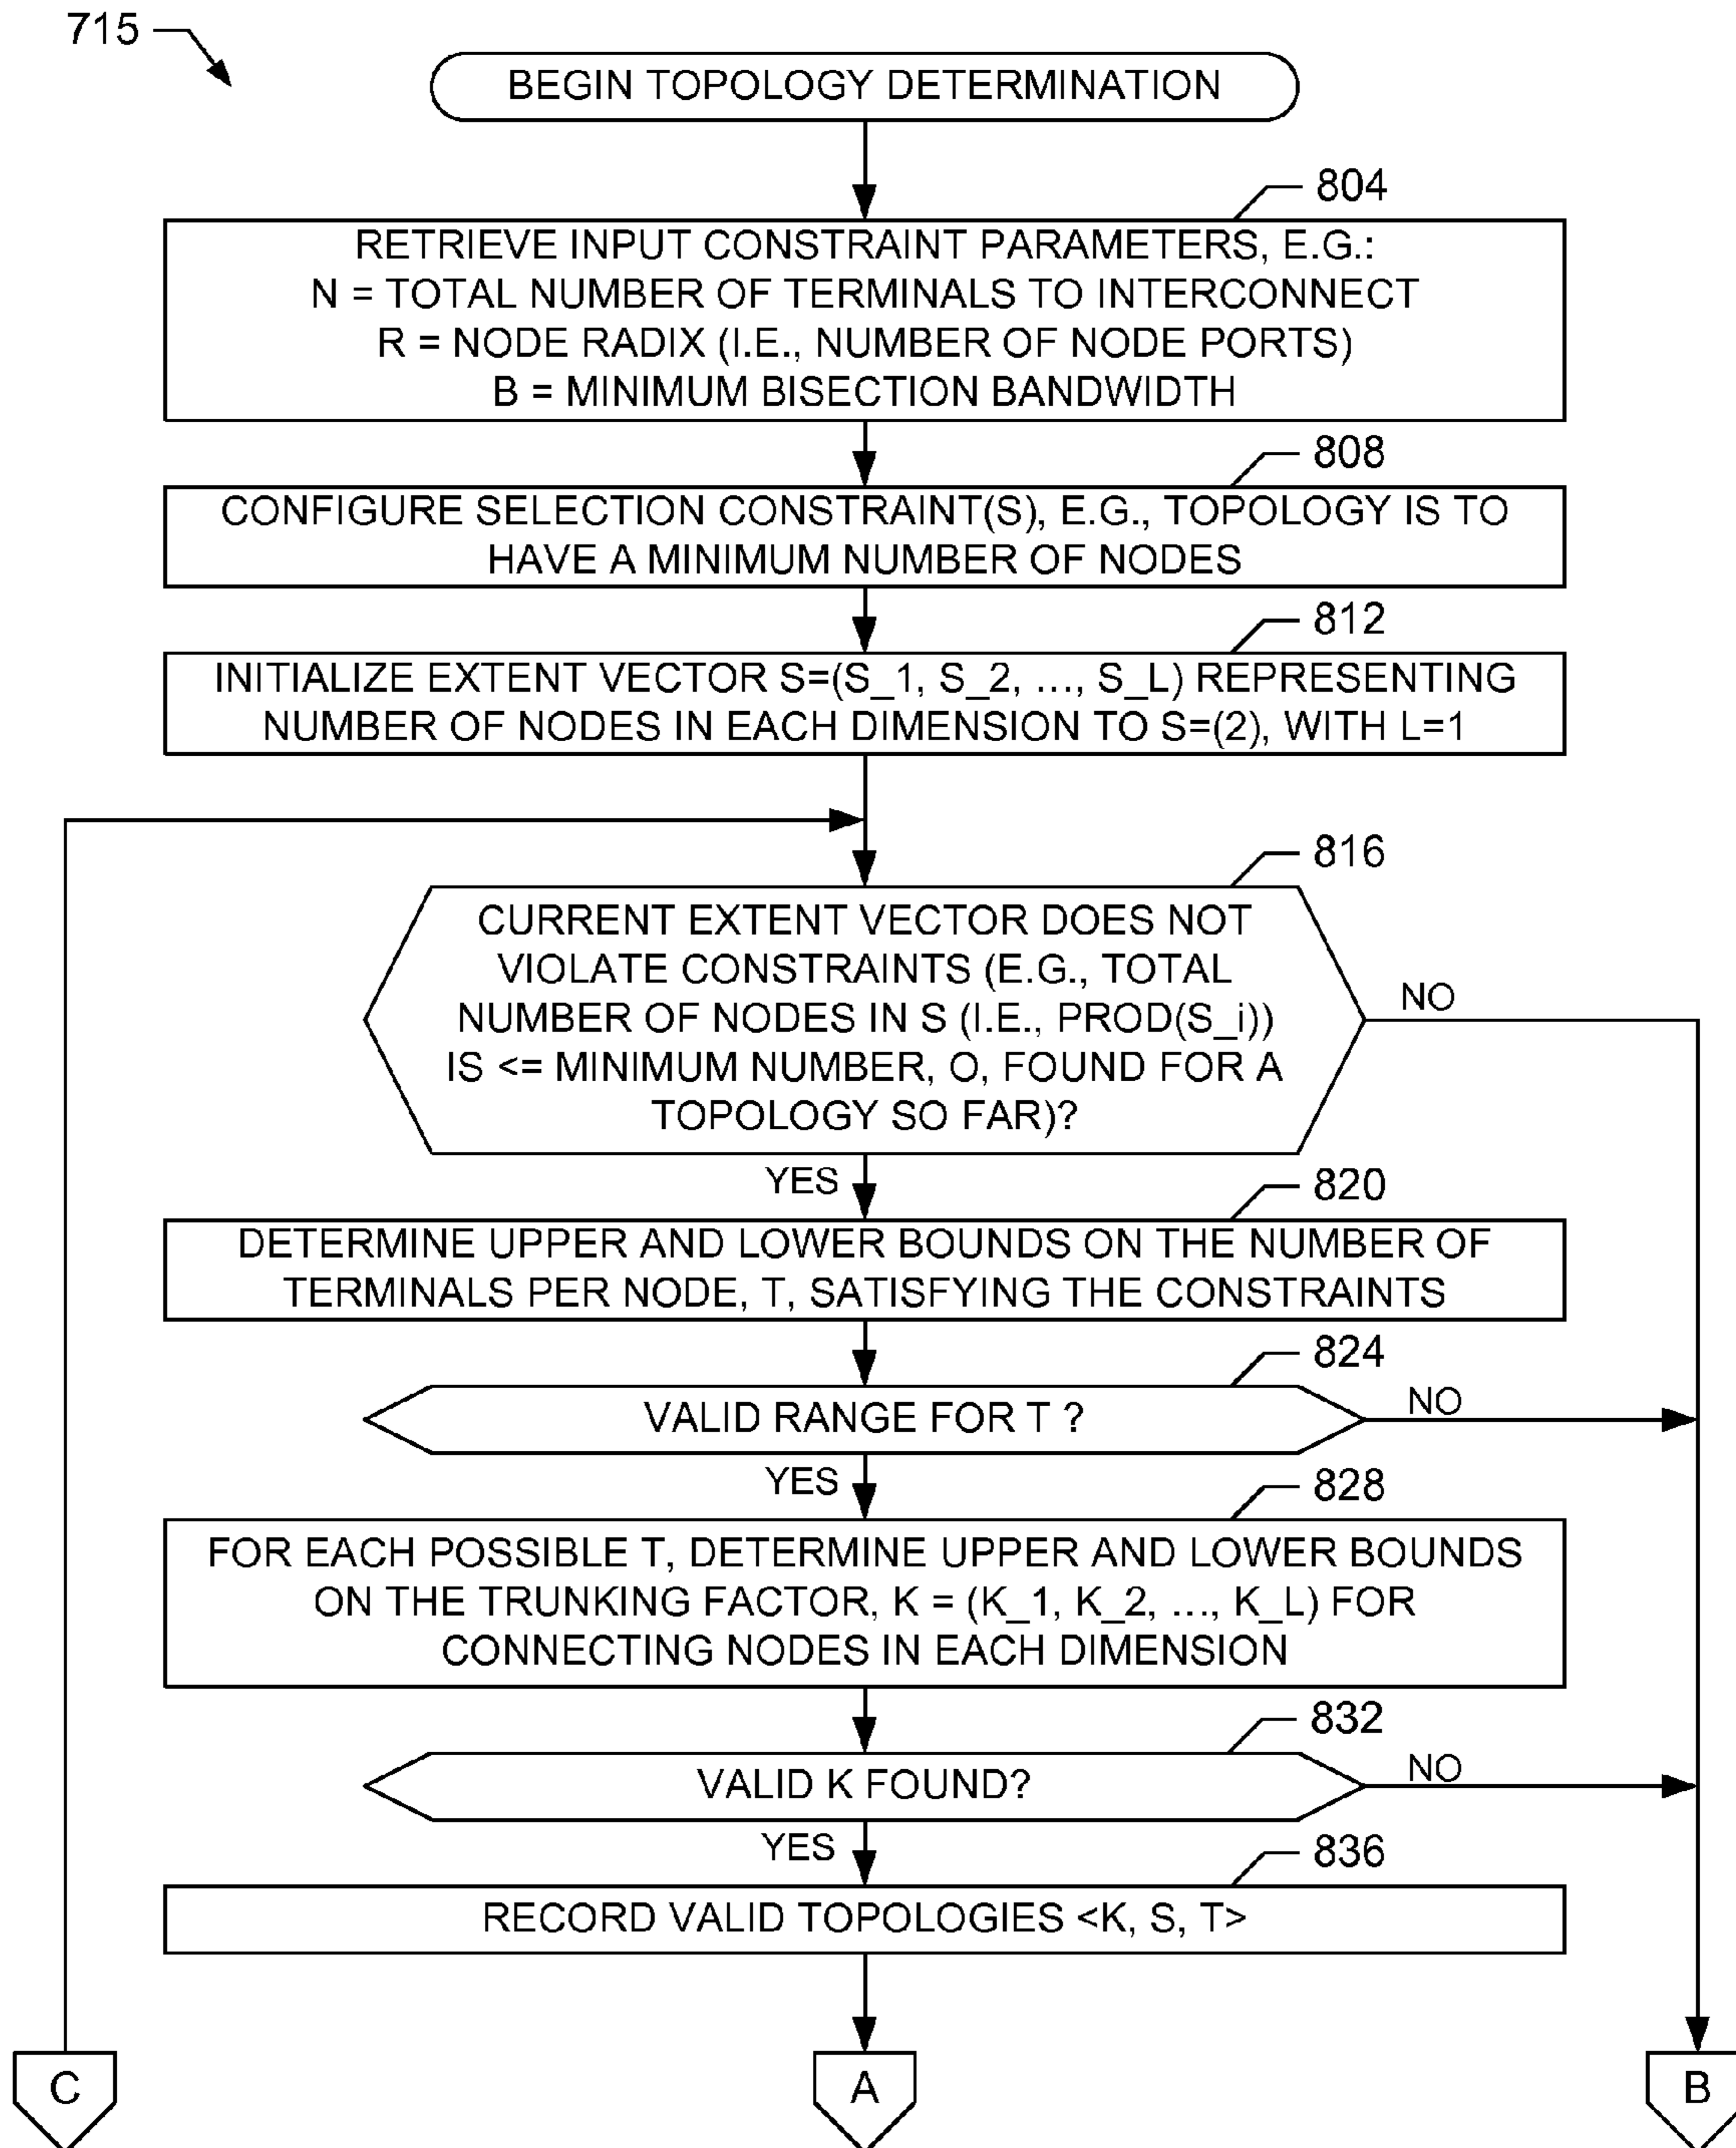 715
BEGIN TOPOLOGY DETERMINATION
804
RETRIEVE INPUT CONSTRAINT PARAMETERS, E.G.:
N = TOTAL NUMBER OF TERMINALS TO INTERCONNECT
R = NODE RADIX (I.E., NUMBER OF NODE PORTS)
B = MINIMUM BISECTION BANDWIDTH
808
CONFIGURE SELECTION CONSTRAINT(S), E.G., TOPOLOGY IS TO
HAVE A MINIMUM NUMBER OF NODES
812
INITIALIZE EXTENT VECTOR S=(S_1, S_2, ..., S_L) REPRESENTING
NUMBER OF NODES IN EACH DIMENSION TO S=(2), WITH L=1
816
CURRENT EXTENT VECTOR DOES NOT
VIOLATE CONSTRAINTS (E.G., TOTAL
NUMBER OF NODES IN S (I.E., PROD(S_i))
IS <= MINIMUM NUMBER, O, FOUND FOR A
TOPOLOGY SO FAR)?
NO
YES
820
DETERMINE UPPER AND LOWER BOUNDS ON THE NUMBER OF
TERMINALS PER NODE, T, SATISFYING THE CONSTRAINTS
824
VALID RANGE FOR T ?
NO
YES
828
FOR EACH POSSIBLE T, DETERMINE UPPER AND LOWER BOUNDS
ON THE TRUNKING FACTOR, K = (K_1, K_2, ..., K_L) FOR
CONNECTING NODES IN EACH DIMENSION
832
VALID K FOUND?
NO
YES
836
RECORD VALID TOPOLOGIES <K, S, T>
C
A
B